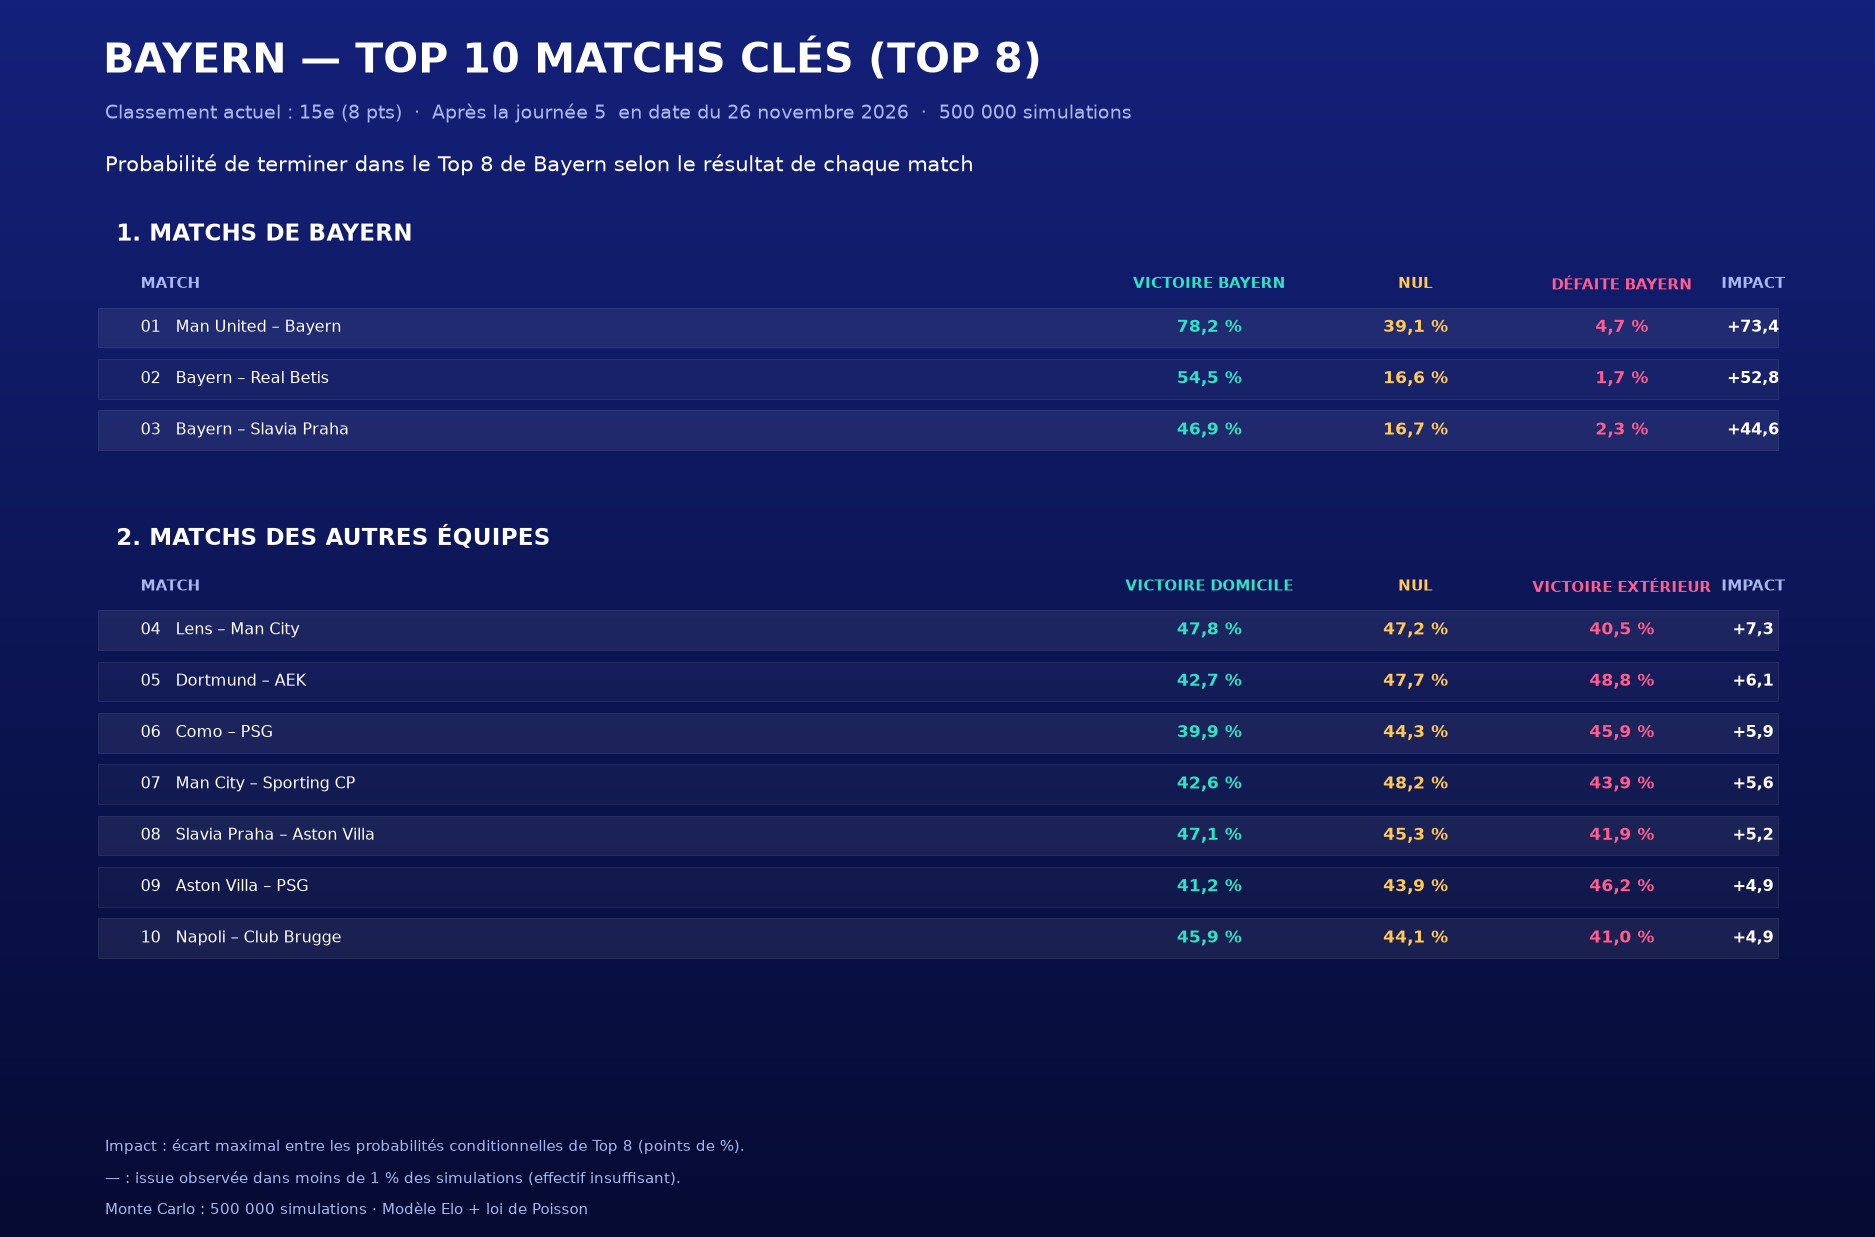 BAYERN — TOP 10 MATCHS CLÉS (TOP 8)
Classement actuel : 15e (8 pts) · Après la journée 5 en date du 26 novembre 2026 · 500 000 simulations
Probabilité de terminer dans le Top 8 de Bayern selon le résultat de chaque match
1. MATCHS DE BAYERN
MATCH VICTOIRE BAYERN NUL DÉFAITE BAYERN IMPACT
01 Man United – Bayern 78,2 % 39,1 % 4,7 % +73,4
02 Bayern – Real Betis 54,5 % 16,6 % 1,7 % +52,8
03 Bayern – Slavia Praha 46,9 % 16,7 % 2,3 % +44,6
2. MATCHS DES AUTRES ÉQUIPES
MATCH VICTOIRE DOMICILE NUL VICTOIRE EXTÉRIEUR IMPACT
04 Lens – Man City 47,8 % 47,2 % 40,5 % +7,3
05 Dortmund – AEK 42,7 % 47,7 % 48,8 % +6,1
06 Como – PSG 39,9 % 44,3 % 45,9 % +5,9
07 Man City – Sporting CP 42,6 % 48,2 % 43,9 % +5,6
08 Slavia Praha – Aston Villa 47,1 % 45,3 % 41,9 % +5,2
09 Aston Villa – PSG 41,2 % 43,9 % 46,2 % +4,9
10 Napoli – Club Brugge 45,9 % 44,1 % 41,0 % +4,9
Impact : écart maximal entre les probabilités conditionnelles de Top 8 (points de %).
— : issue observée dans moins de 1 % des simulations (effectif insuffisant).
Monte Carlo : 500 000 simulations · Modèle Elo + loi de Poisson